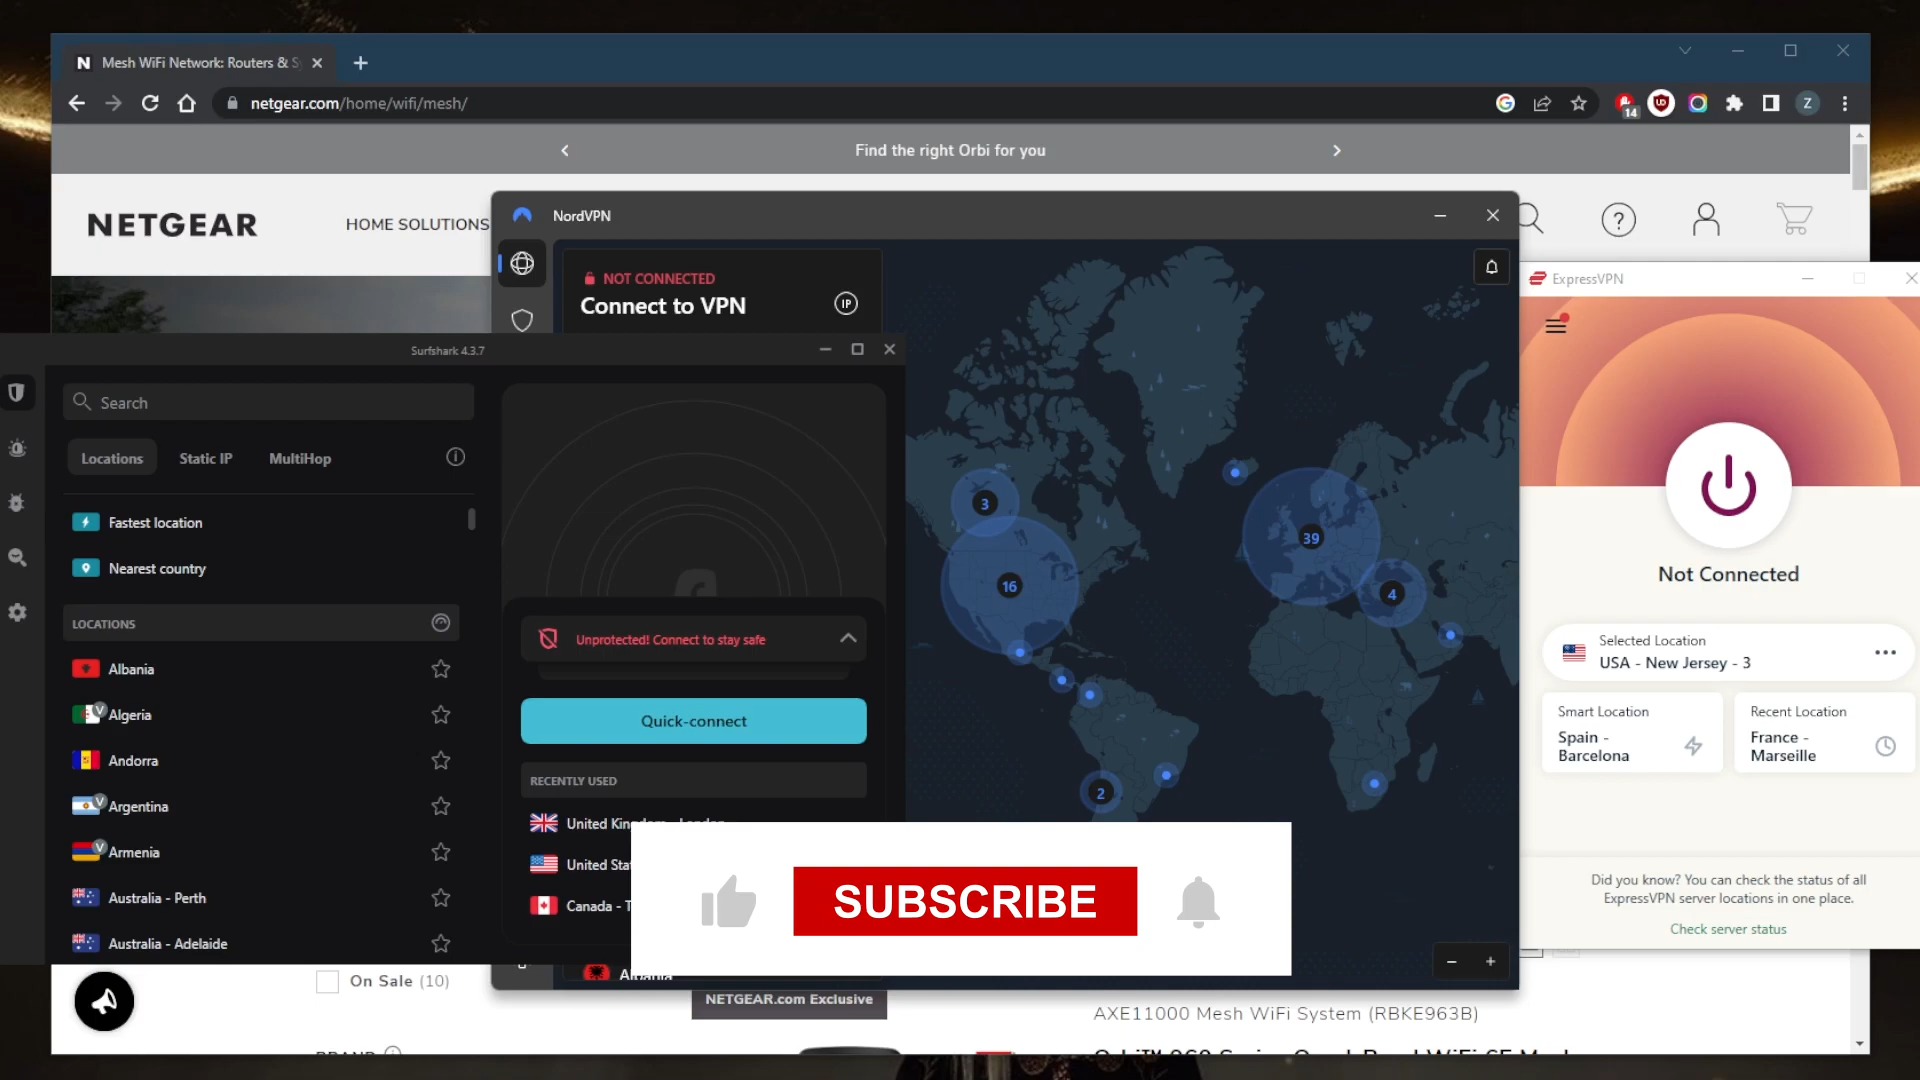 N Mesh WiFi Network: Routers & S
netgear.com/home/wifi/mesh/
14
Z
Find the right Orbi for you
NETGEAR
HOME SOLUTIONS
?
NordVPN
NOT CONNECTED
Connect to VPN
IP
3
16
39
4
2
Surfshark 4.3.7
Search
Locations
Static IP
MultiHop
Fastest location
Nearest country
LOCATIONS
Albania
V
Algeria
Andorra
V
Argentina
V
Armenia
Australia - Perth
Australia - Adelaide
Unprotected! Connect to stay safe
Quick-connect
RECENTLY USED
United
United
Canada -
SUBSCRIBE
Albania
ExpressVPN
Not Connected
Selected Location
USA - New Jersey - 3
Smart Location
Spain -
Barcelona
Recent Location
France -
Marseille
Did you know? You can check the status of all
ExpressVPN server locations in one place.
Check server status
On Sale (10)
NETGEAR.com Exclusive
AXE11000 Mesh WiFi System (RBKE963B)